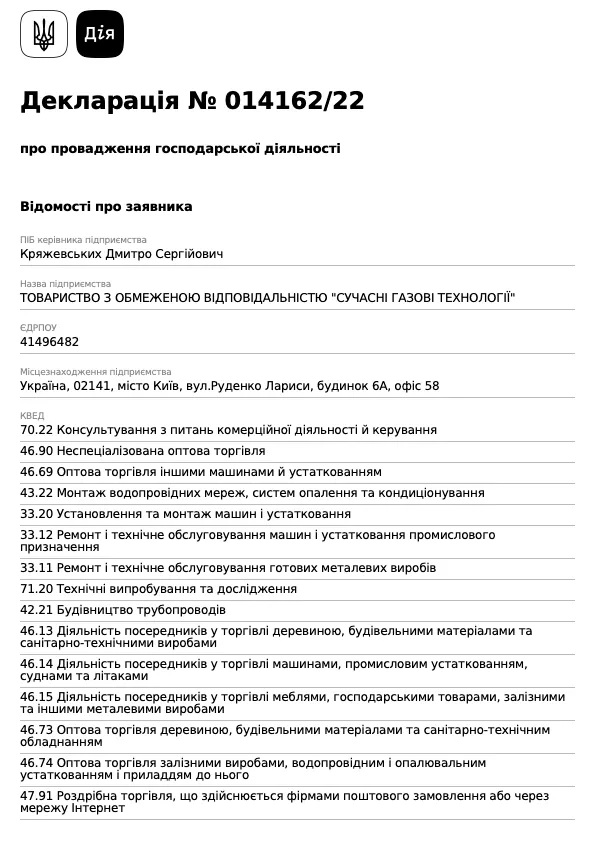 Дія
Декларація № 014162/22
про провадження господарської діяльності
Відомості про заявника
ПІБ керівника підприємства
Кряжевських Дмитро Сергійович
Назва підприємства
ТОВАРИСТВО З ОБМЕЖЕНОЮ ВІДПОВІДАЛЬНІСТЮ "СУЧАСНІ ГАЗОВІ ТЕХНОЛОГІЇ"
ЄДРПОУ
41496482
Місцезнаходження підприємства
Україна, 02141, місто Київ, вул.Руденко Лариси, будинок 6А, офіс 58
КВЕД
70.22 Консультування з питань комерційної діяльності й керування
46.90 Неспеціалізована оптова торгівля
46.69 Оптова торгівля іншими машинами й устаткованням
43.22 Монтаж водопровідних мереж, систем опалення та кондиціонування
33.20 Установлення та монтаж машин і устатковання
33.12 Ремонт і технічне обслуговування машин і устатковання промислового
призначення
33.11 Ремонт і технічне обслуговування готових металевих виробів
71.20 Технічні випробування та дослідження
42.21 Будівництво трубопроводів
46.13 Діяльність посередників у торгівлі деревиною, будівельними матеріалами та
санітарно-технічними виробами
46.14 Діяльність посередників у торгівлі машинами, промисловим устаткованням,
суднами та літаками
46.15 Діяльність посередників у торгівлі меблями, господарськими товарами, залізними
та іншими металевими виробами
46.73 Оптова торгівля деревиною, будівельними матеріалами та санітарно-технічним
обладнанням
46.74 Оптова торгівля залізними виробами, водопровідним і опалювальним
устаткованням і приладдям до нього
47.91 Роздрібна торгівля, що здійснюється фірмами поштового замовлення або через
мережу Інтернет